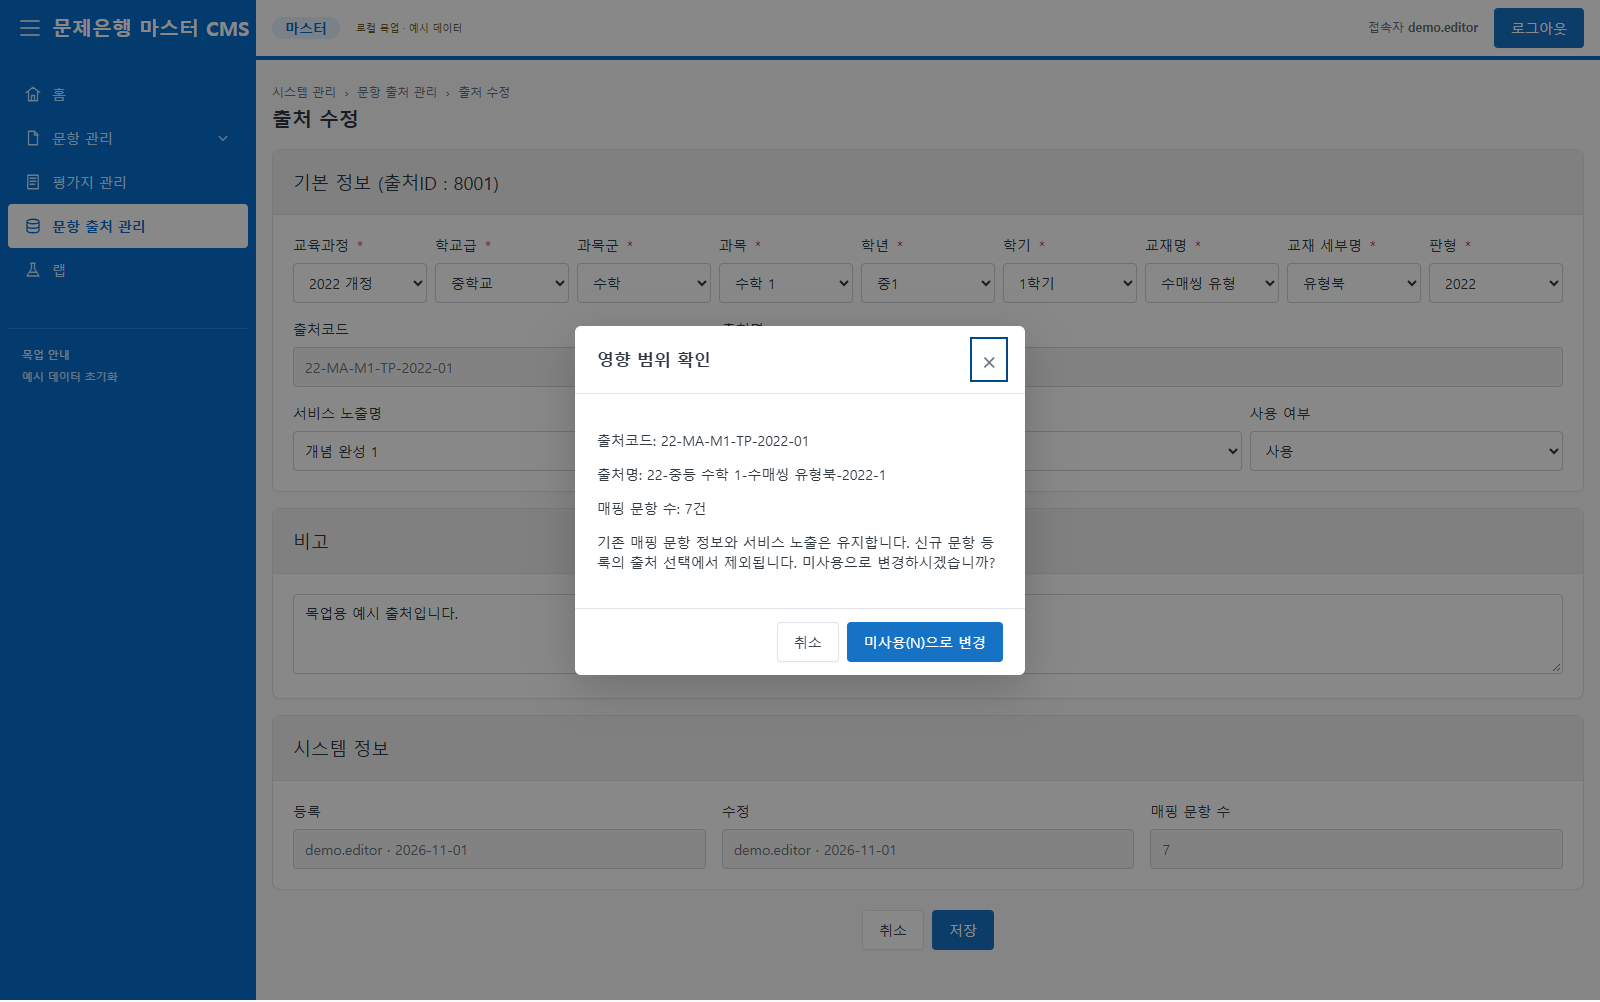 문제은행 마스터 CMS
마스터
로컬 목업 · 예시 데이터
접속자 demo.editor
로그아웃
홈
문항 관리
평가지 관리
문항 출처 관리
랩
목업 안내
예시 데이터 초기화
시스템 관리 › 문항 출처 관리 › 출처 수정
출처 수정
기본 정보 (출처ID : 8001)
교육과정 * 학교급 * 과목군 * 과목 * 학년 * 학기 * 교재명 * 교재 세부명 * 판형 *
2022 개정 중학교 수학 수학 1 중1 1학기 수매씽 유형 유형북 2022
출처코드
22-MA-M1-TP-2022-01
서비스 노출명
사용 여부
개념 완성 1
사용
영향 범위 확인
×
출처코드: 22-MA-M1-TP-2022-01
출처명: 22-중등 수학 1-수매씽 유형북-2022-1
매핑 문항 수: 7건
기존 매핑 문항 정보와 서비스 노출은 유지합니다. 신규 문항 등
록의 출처 선택에서 제외됩니다. 미사용으로 변경하시겠습니까?
취소
미사용(N)으로 변경
비고
목업용 예시 출처입니다.
시스템 정보
등록 수정 매핑 문항 수
demo.editor · 2026-11-01 demo.editor · 2026-11-01 7
취소
저장